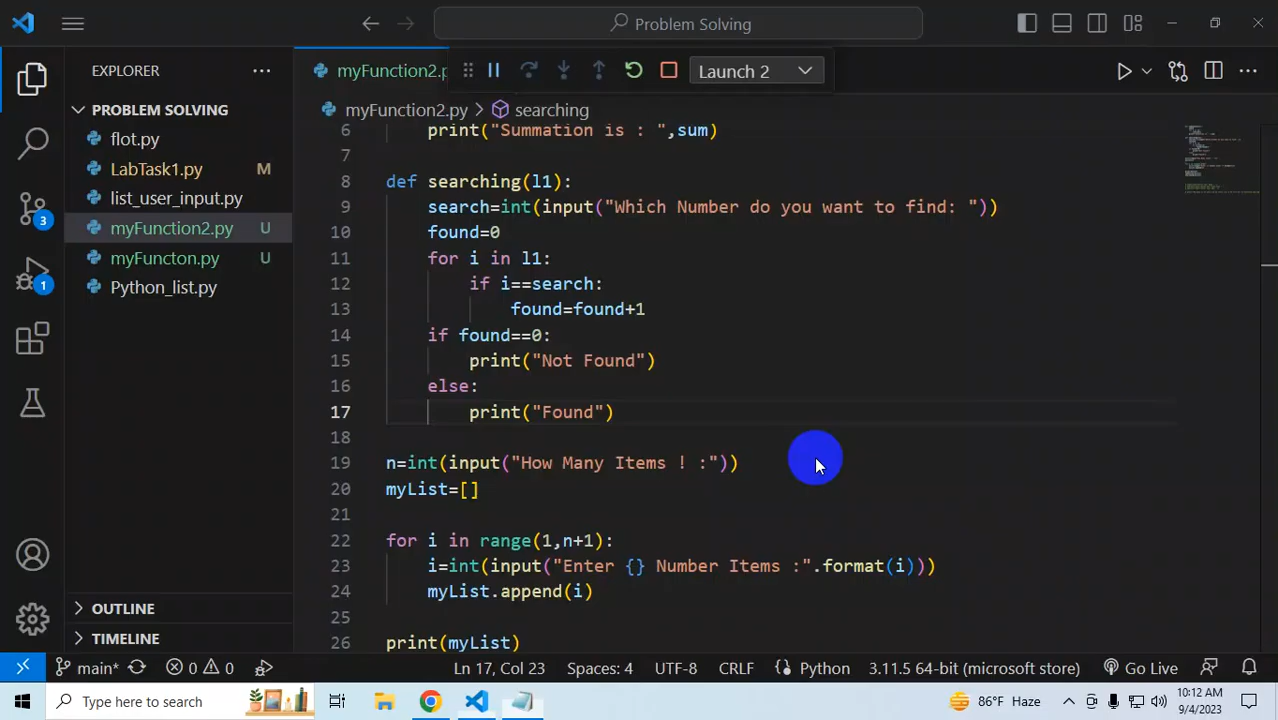 Problem Solving
EXPLORER
myFunction2.p
Launch 2
PROBLEM SOLVING
myFunction2.py > searching
flot.py
LabTask1.py M
list_user_input.py
myFunction2.py U
myFuncton.py U
Python_list.py
3
1
6 print("Summation is : ",sum)
7
8 def searching(l1):
9 search=int(input("Which Number do you want to find: "))
10 found=0
11 for i in l1:
12 if i==search:
13 found=found+1
14 if found==0:
15 print("Not Found")
16 else:
17 print("Found")
18
19 n=int(input("How Many Items ! :"))
20 myList=[]
21
22 for i in range(1,n+1):
23 i=int(input("Enter {} Number Items :".format(i)))
24 myList.append(i)
25
26 print(myList)
OUTLINE
TIMELINE
main* 0 0 Ln 17, Col 23 Spaces: 4 UTF-8 CRLF Python 3.11.5 64-bit (microsoft store) Go Live
Type here to search
86°F Haze
10:12 AM
9/4/2023